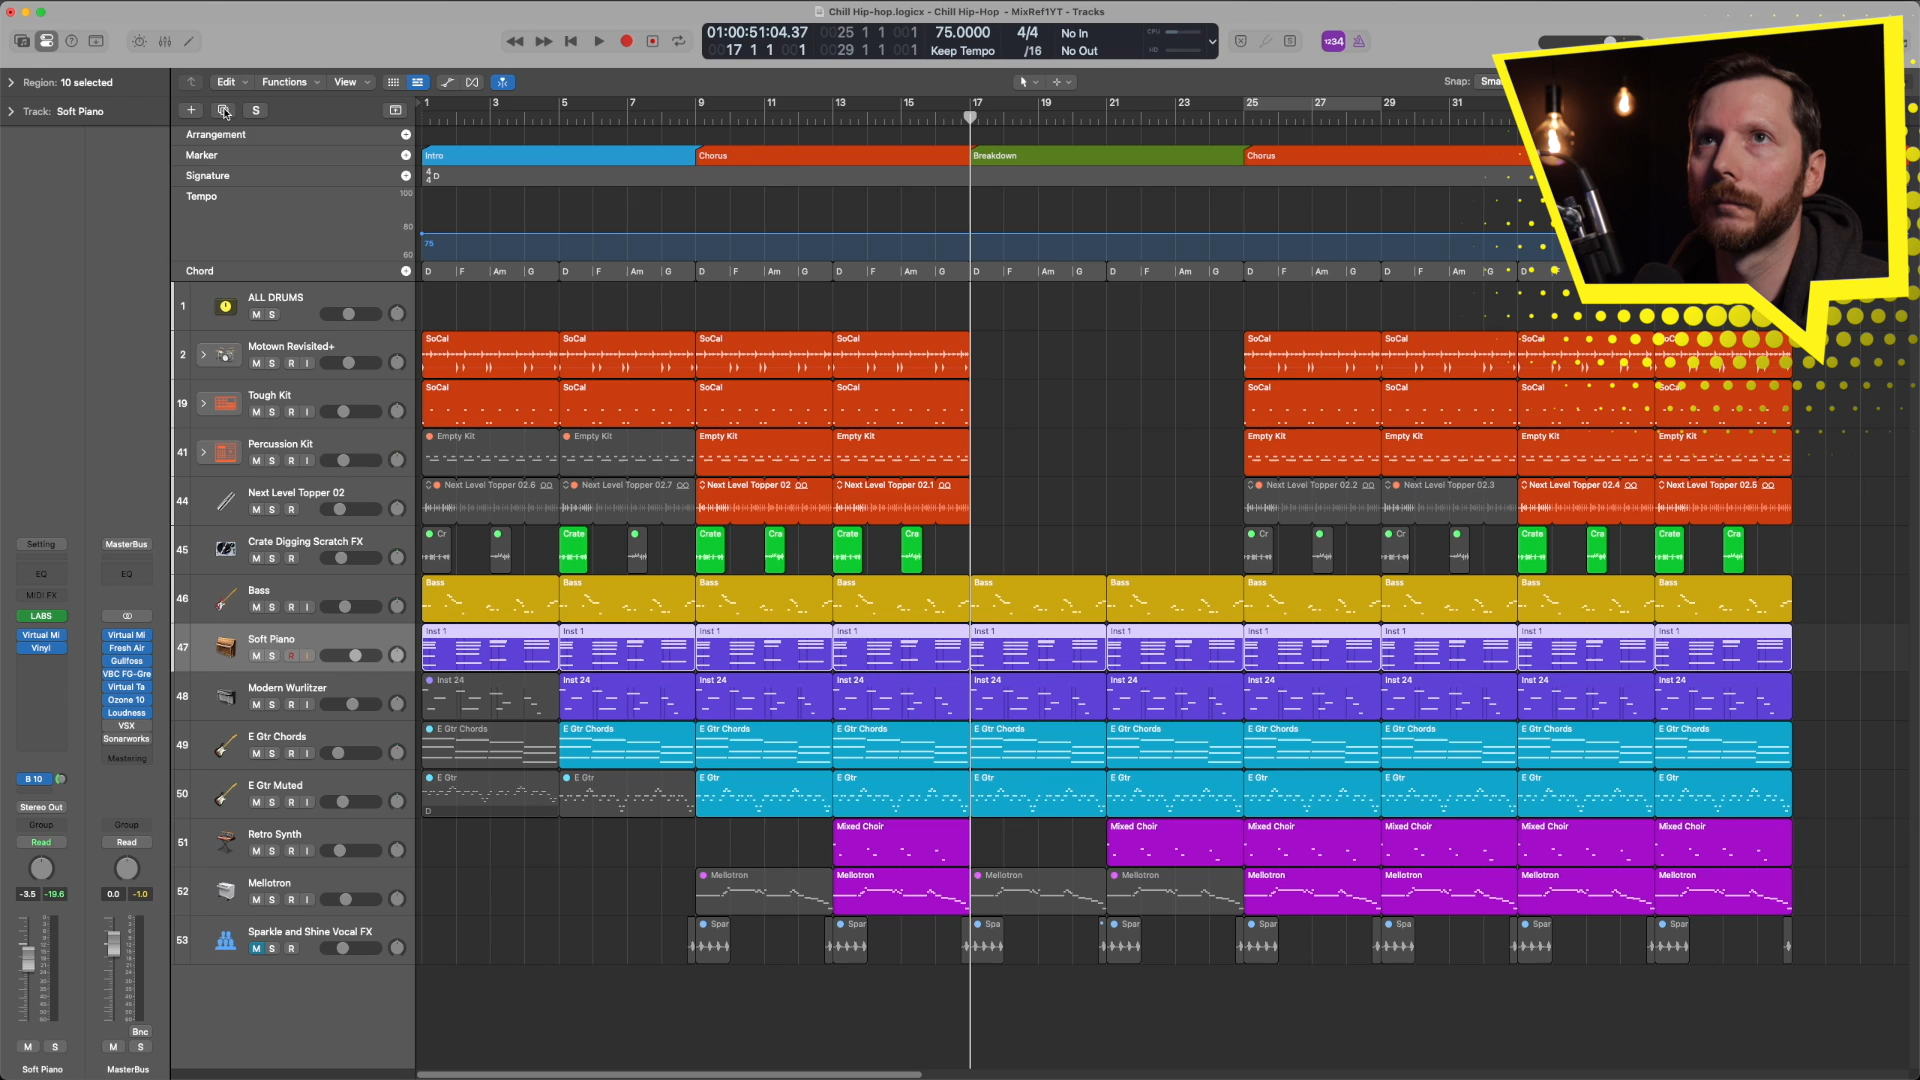 Chill Hip-hop.logicx - Chill Hip-Hop - MixRef1YT - Tracks
01:00:51:04.37 0025 1 1 001 75.0000 4/4 No In CPU
0017 1 1 001 0029 1 1 001 Keep Tempo /16 No Out HD
1234
Region: 10 selected
Edit Functions View
Snap: Sma
Track: Soft Piano
S
1 3 5 7 9 11 13 15 17 19 21 23 25 27 29 31
Arrangement
Marker
Intro Chorus Breakdown Chorus
Signature
4 4 D
Tempo
100
80
75
60
Chord
D F Am G D F Am G D F Am G D F Am G D F Am G D F Am G D F Am G D F Am G D
1 ALL DRUMS
M S
2 Motown Revisited+
M S R I
SoCal SoCal SoCal SoCal SoCal SoCal SoCal SoCal
19 Tough Kit
M S R I
SoCal SoCal SoCal SoCal SoCal SoCal SoCal SoCal
41 Percussion Kit
M S R I
Empty Kit Empty Kit Empty Kit Empty Kit Empty Kit Empty Kit Empty Kit Empty Kit
44 Next Level Topper 02
M S R
Next Level Topper 02.6 Next Level Topper 02.7 Next Level Topper 02 Next Level Topper 02.1 Next Level Topper 02.2 Next Level Topper 02.3 Next Level Topper 02.4 Next Level Topper 02.5
45 Crate Digging Scratch FX
M S R
Cr Crate Crate Cra Crate Cra Cr Cr Crate Cra Crate Cra
46 Bass
M S R I
Bass Bass Bass Bass Bass Bass Bass Bass Bass Bass
47 Soft Piano
M S R I
Inst 1 Inst 1 Inst 1 Inst 1 Inst 1 Inst 1 Inst 1 Inst 1 Inst 1 Inst 1
48 Modern Wurlitzer
M S R I
Inst 24 Inst 24 Inst 24 Inst 24 Inst 24 Inst 24 Inst 24 Inst 24 Inst 24 Inst 24
49 E Gtr Chords
M S R I
E Gtr Chords E Gtr Chords E Gtr Chords E Gtr Chords E Gtr Chords E Gtr Chords E Gtr Chords E Gtr Chords E Gtr Chords E Gtr Chords
50 E Gtr Muted
M S R I
E Gtr E Gtr E Gtr E Gtr E Gtr E Gtr E Gtr E Gtr E Gtr E Gtr
D
51 Retro Synth
M S R I
Mixed Choir Mixed Choir Mixed Choir Mixed Choir Mixed Choir Mixed Choir
52 Mellotron
M S R I
Mellotron Mellotron Mellotron Mellotron Mellotron Mellotron Mellotron Mellotron
53 Sparkle and Shine Vocal FX
M S R
Spar Spar Spa Spar Spar Spa Spar Spar
Setting MasterBus
EQ EQ
MIDI FX
LABS
Virtual Mi Virtual Mi
Vinyl Fresh Air
Gullfoss
VBC FG-Gre
Virtual Ta
Ozone 10
Loudness
VSX
Sonarworks
Mastering
B 10
Stereo Out
Group Group
Read Read
-3.5 -19.6 0.0 -1.0
Bnc
M S M S
Soft Piano MasterBus